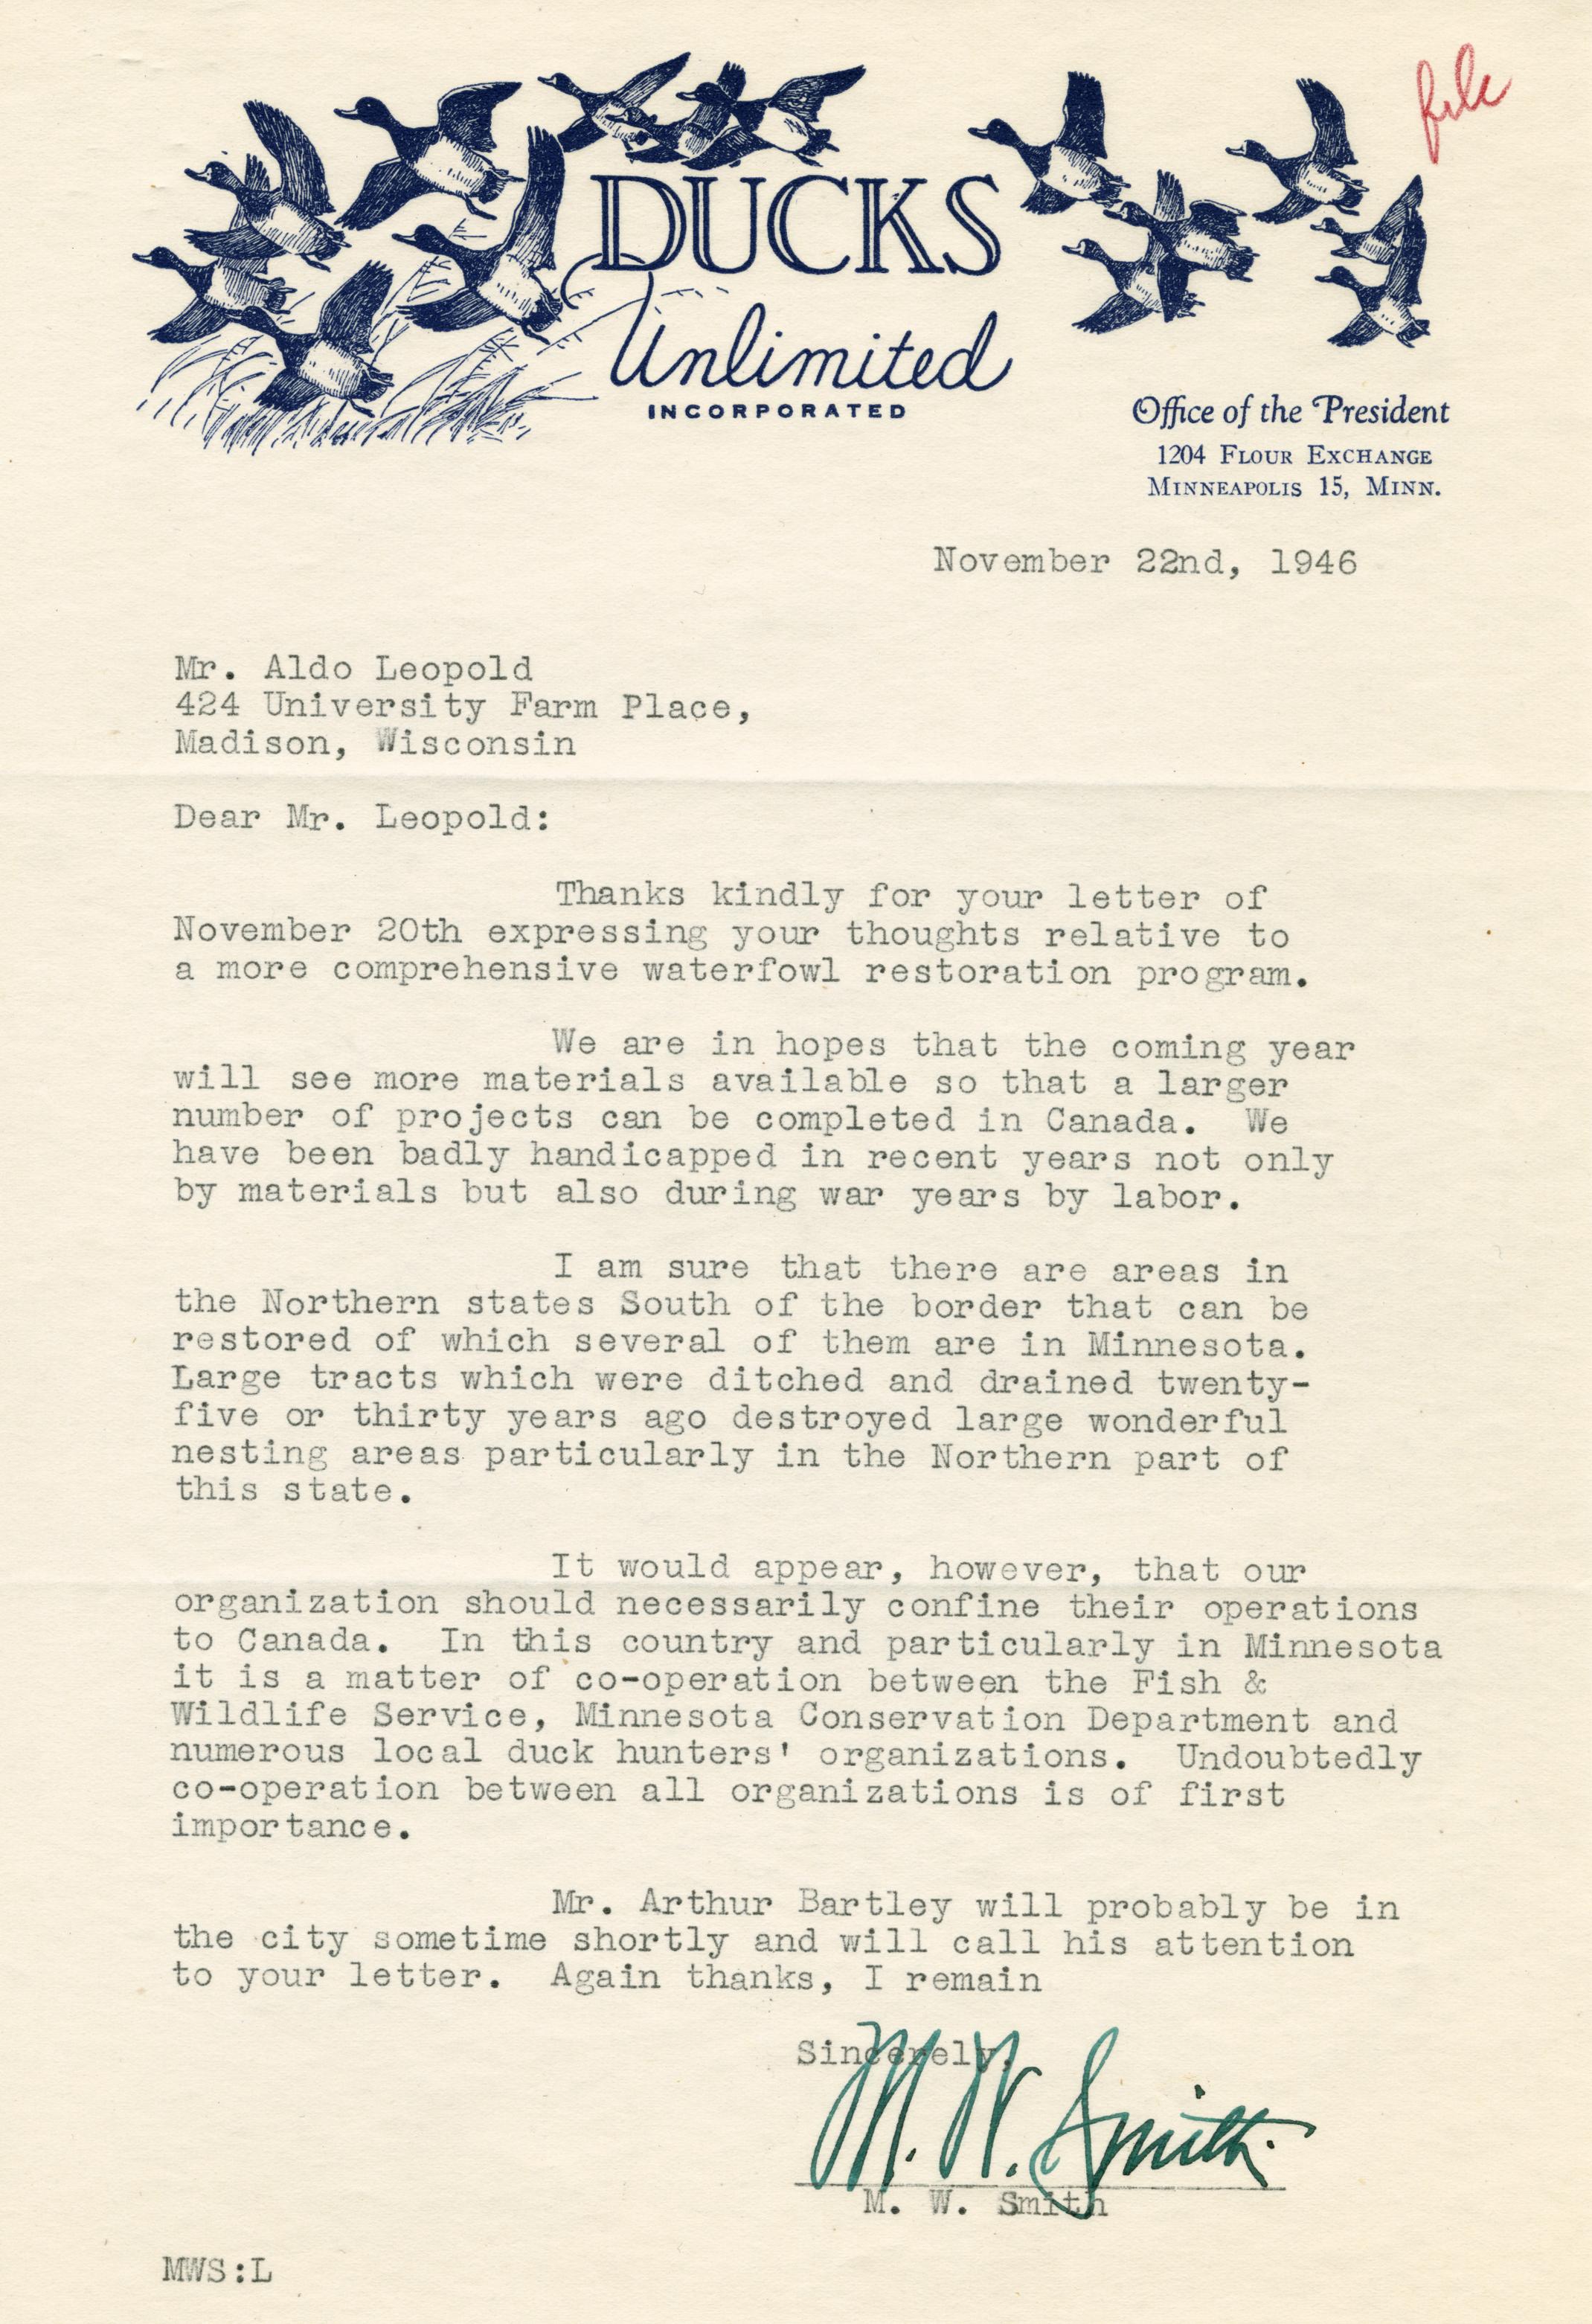 file
DUCKS
Unlimited
INCORPORATED
Office of the President
1204 FLOUR EXCHANGE
MINNEAPOLIS 15, MINN.
November 22nd, 1946
Mr. Aldo Leopold
424 University Farm Place,
Madison, Wisconsin
Dear Mr. Leopold:
Thanks kindly for your letter of
November 20th expressing your thoughts relative to
a more comprehensive waterfowl restoration program.
We are in hopes that the coming year
will see more materials available so that a larger
number of projects can be completed in Canada. We
have been badly handicapped in recent years not only
by materials but also during war years by labor.
I am sure that there are areas in
the Northern states South of the border that can be
restored of which several of them are in Minnesota.
Large tracts which were ditched and drained twenty-
five or thirty years ago destroyed large wonderful
nesting areas particularly in the Northern part of
this state.
It would appear, however, that our
organization should necessarily confine their operations
to Canada. In this country and particularly in Minnesota
it is a matter of co-operation between the Fish &
Wildlife Service, Minnesota Conservation Department and
numerous local duck hunters' organizations. Undoubtedly
co-operation between all organizations is of first
importance.
Mr. Arthur Bartley will probably be in
the city sometime shortly and will call his attention
to your letter. Again thanks, I remain
Sincerely,
M. W. Smith
M. W. Smith
MWS:L